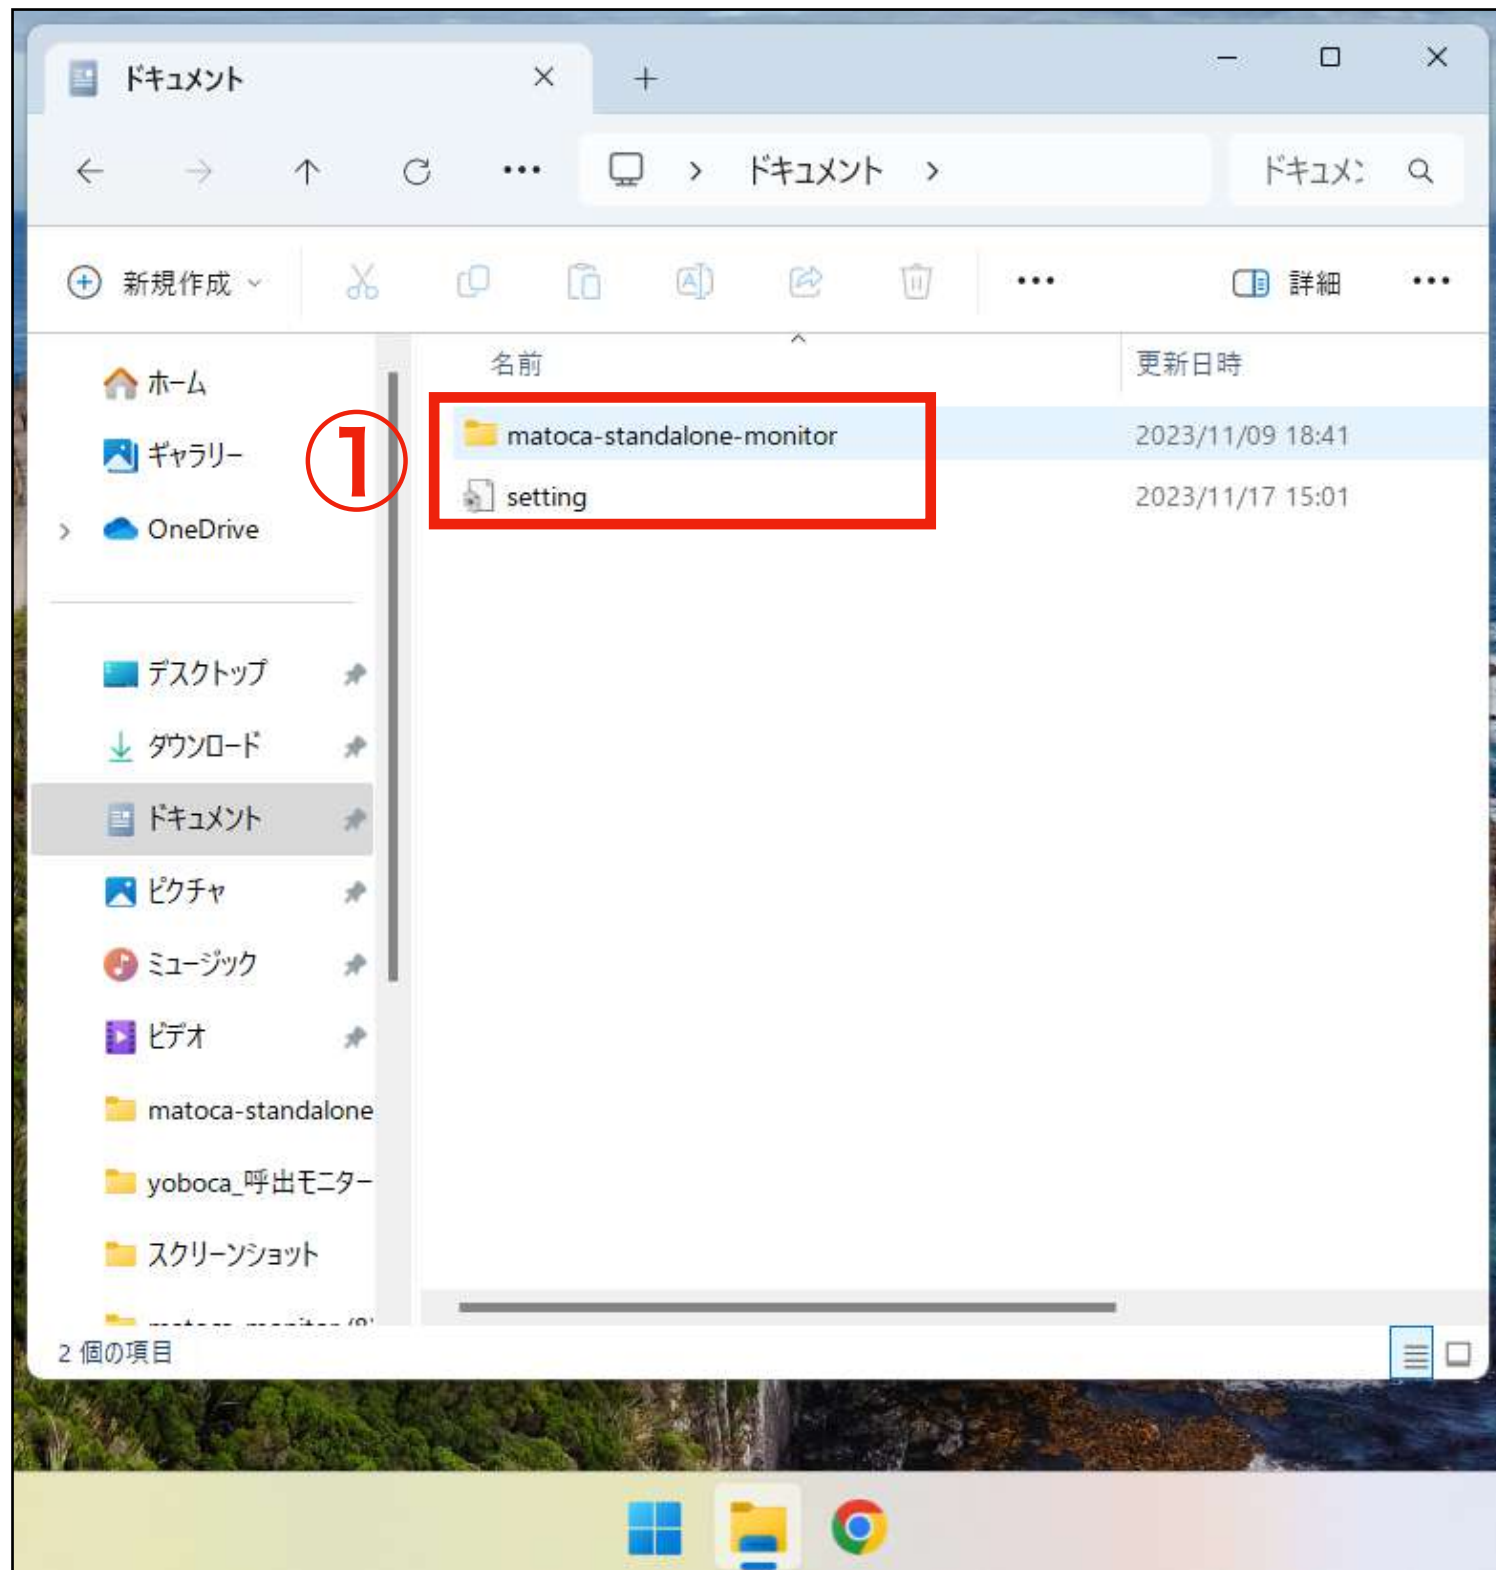 ドキュメント
ドキュメント
ドキュメ
新規作成
詳細
名前
更新日時
ホーム
ギャラリー
OneDrive
①
matoca-standalone-monitor
2023/11/09 18:41
setting
2023/11/17 15:01
デスクトップ
ダウンロード
ドキュメント
ピクチャ
ミュージック
ビデオ
matoca-standalone
yoboca_呼出モニター
スクリーンショット
2 個の項目